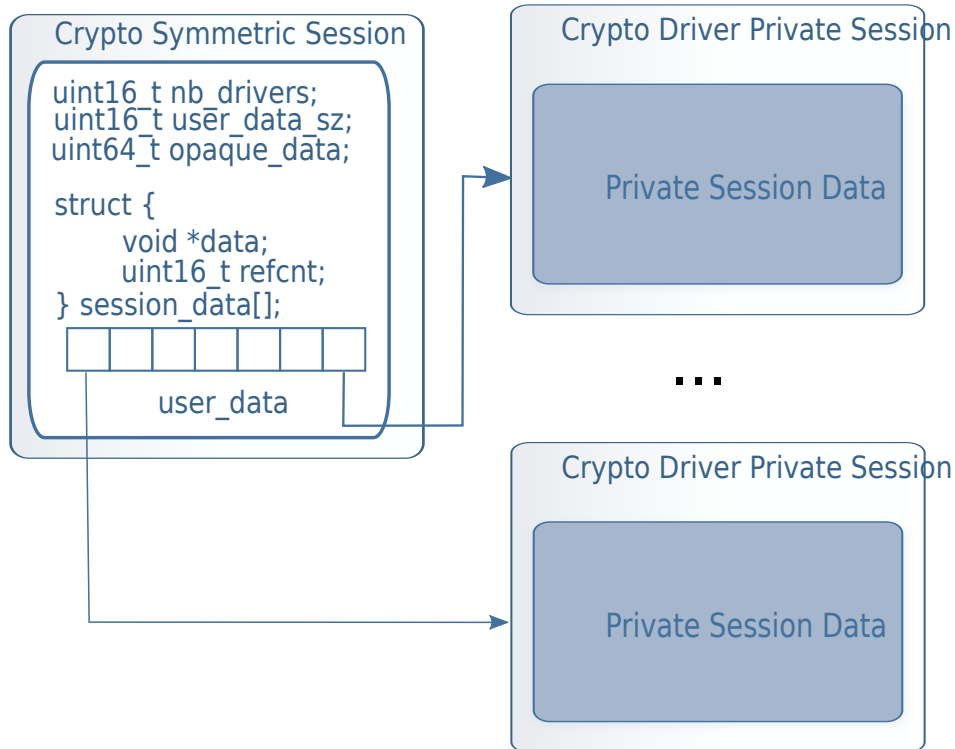 Crypto Symmetric Session
uint16_t nb_drivers;
uint16_t user_data_sz;
uint64_t opaque_data;
struct {
void *data;
uint16_t refcnt;
} session_data[];
user_data
Crypto Driver Private Session
Private Session Data
...
Crypto Driver Private Session
Private Session Data